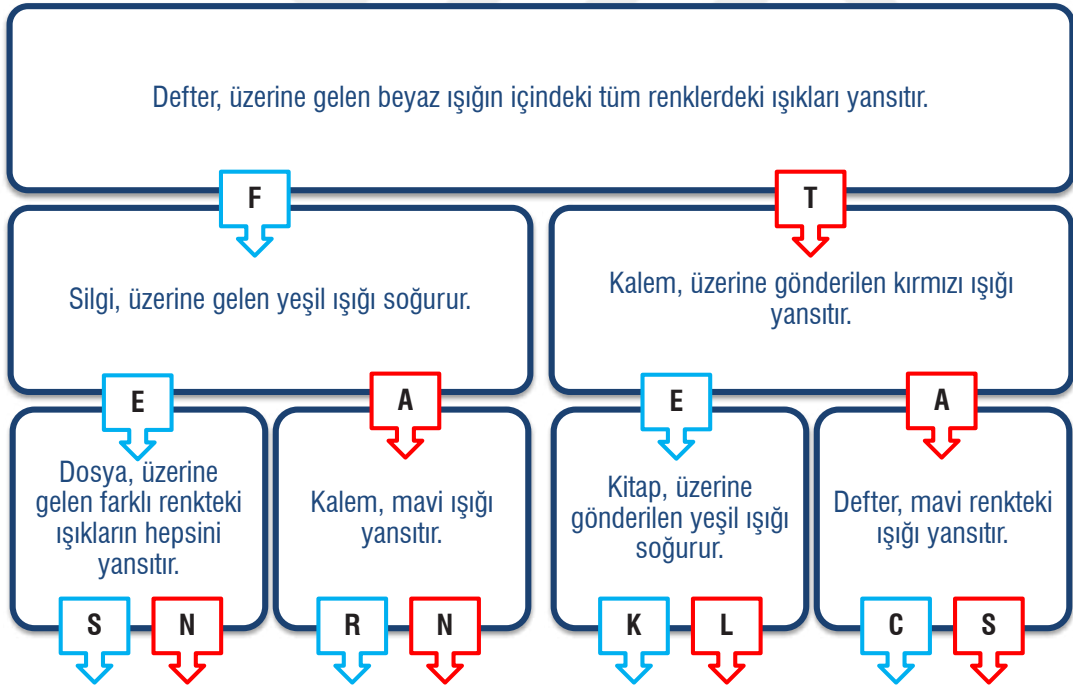 Defter, üzerine gelen beyaz ışığın içindeki tüm renklerdeki ışıkları yansıtır.
F
T
Silgi, üzerine gelen yeşil ışığı soğurur.
Kalem, üzerine gönderilen kırmızı ışığı
yansıtır.
E
A
E
A
Dosya, üzerine
gelen farklı renkteki
ışıkların hepsini
yansıtır.
Kalem, mavi ışığı
yansıtır.
Kitap, üzerine
gönderilen yeşil ışığı
soğurur.
Defter, mavi renkteki
ışığı yansıtır.
S
N
R
N
K
L
C
S